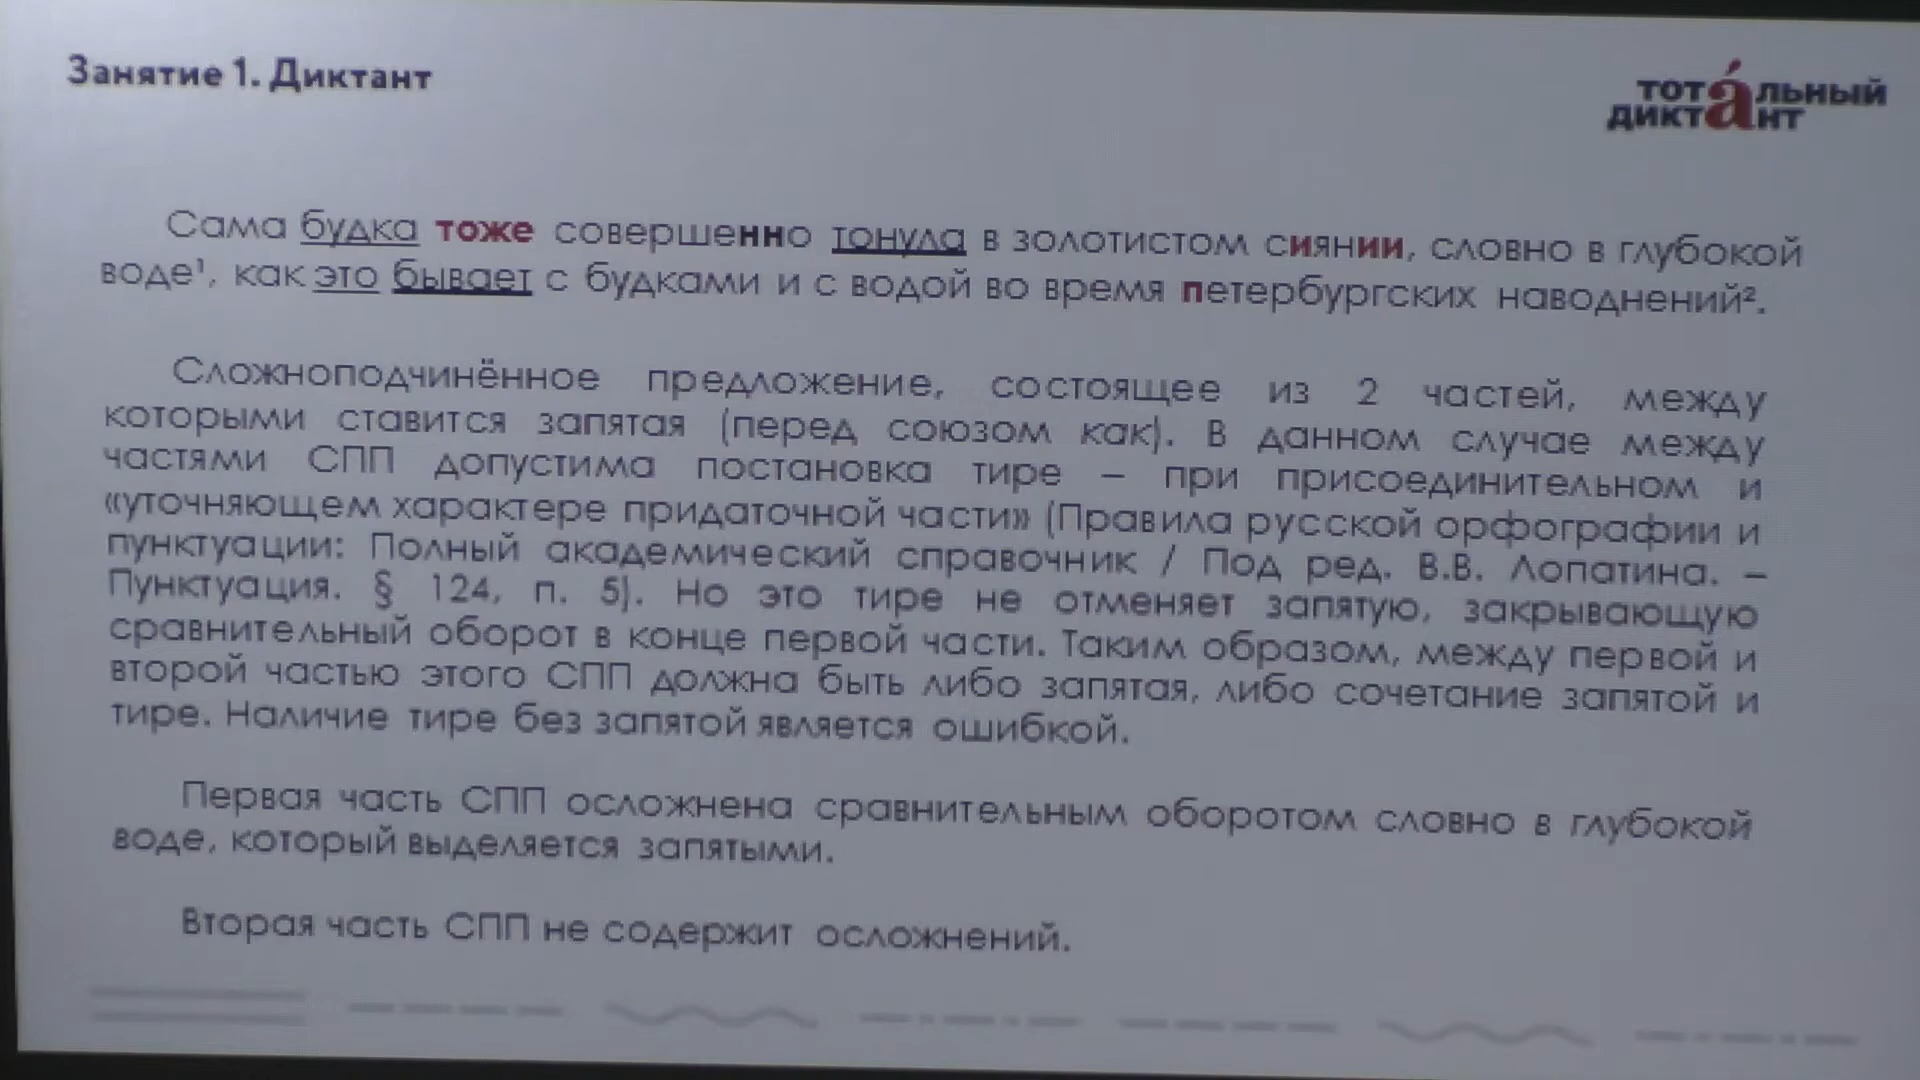 Занятие 1. Диктант
тотáльный
диктант
Сама будка тоже совершенно тонула в золотистом сиянии, словно в глубокой
воде¹, как это бывает с будками и с водой во время петербургских наводнений².
Сложноподчинённое предложение, состоящее из 2 частей, между
которыми ставится запятая (перед союзом как). В данном случае между
частями СПП допустима постановка тире – при присоединительном и
«уточняющем характере придаточной части» (Правила русской орфографии и
пунктуации: Полный академический справочник / Под ред. В.В. Лопатина. –
Пунктуация. § 124, п. 5). Но это тире не отменяет запятую, закрывающую
сравнительный оборот в конце первой части. Таким образом, между первой и
второй частью этого СПП должна быть либо запятая, либо сочетание запятой и
тире. Наличие тире без запятой является ошибкой.
Первая часть СПП осложнена сравнительным оборотом словно в глубокой
воде, который выделяется запятыми.
Вторая часть СПП не содержит осложнений.